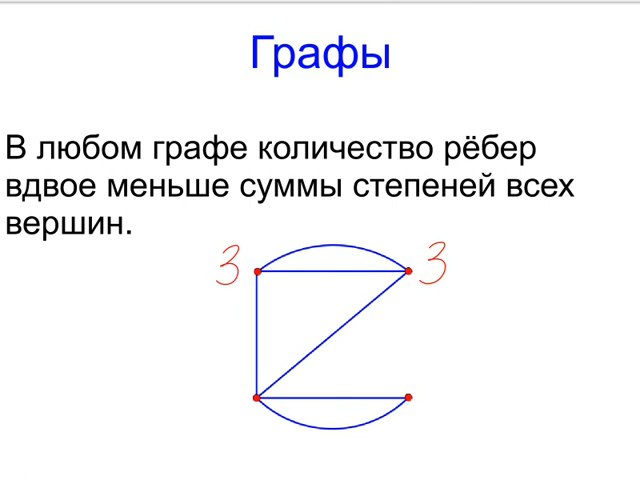 Графы
В любом графе количество рёбер
вдвое меньше суммы степеней всех
вершин.
3 3